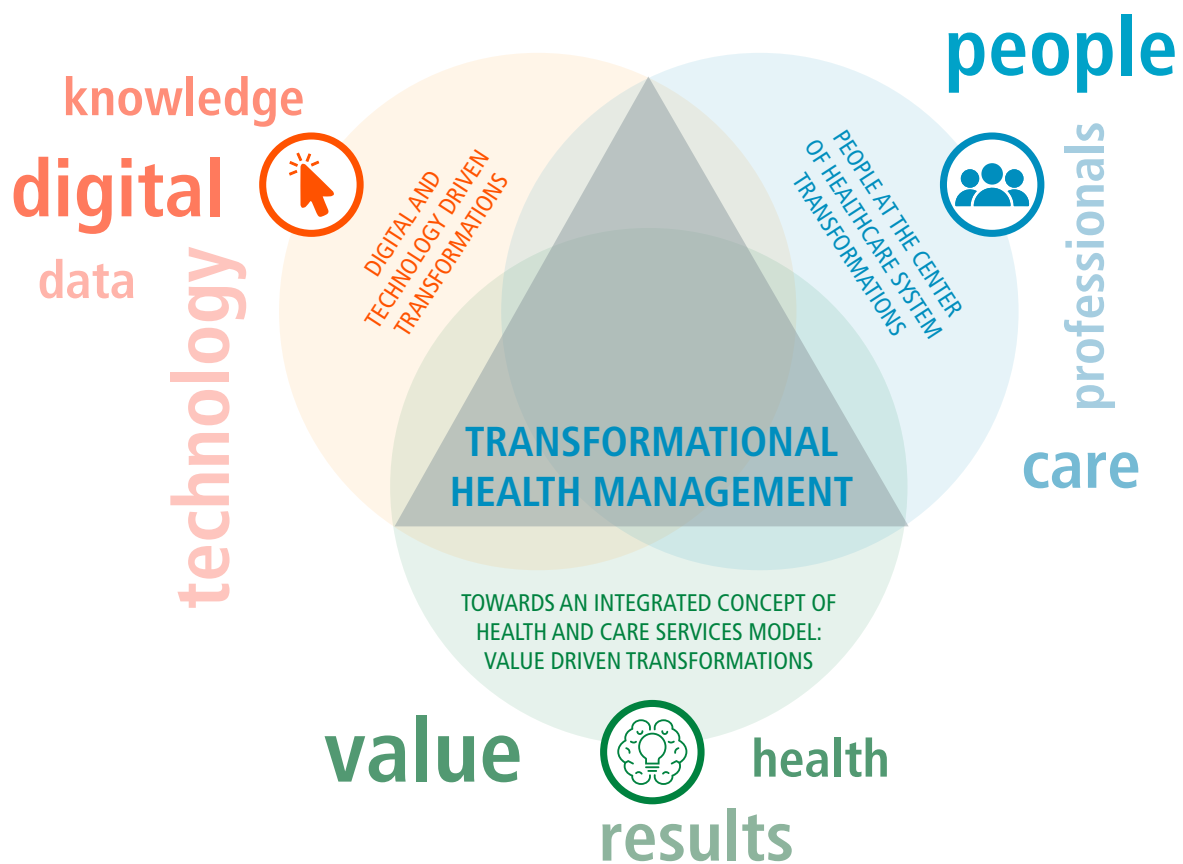 people
knowledge
digital
data
technology
DIGITAL AND
TECHNOLOGY DRIVEN
TRANSFORMATIONS
PEOPLE AT THE CENTER
OF HEALTHCARE SYSTEM
TRANSFORMATIONS
professionals
care
TRANSFORMATIONAL
HEALTH MANAGEMENT
TOWARDS AN INTEGRATED CONCEPT OF
HEALTH AND CARE SERVICES MODEL:
VALUE DRIVEN TRANSFORMATIONS
value
health
results